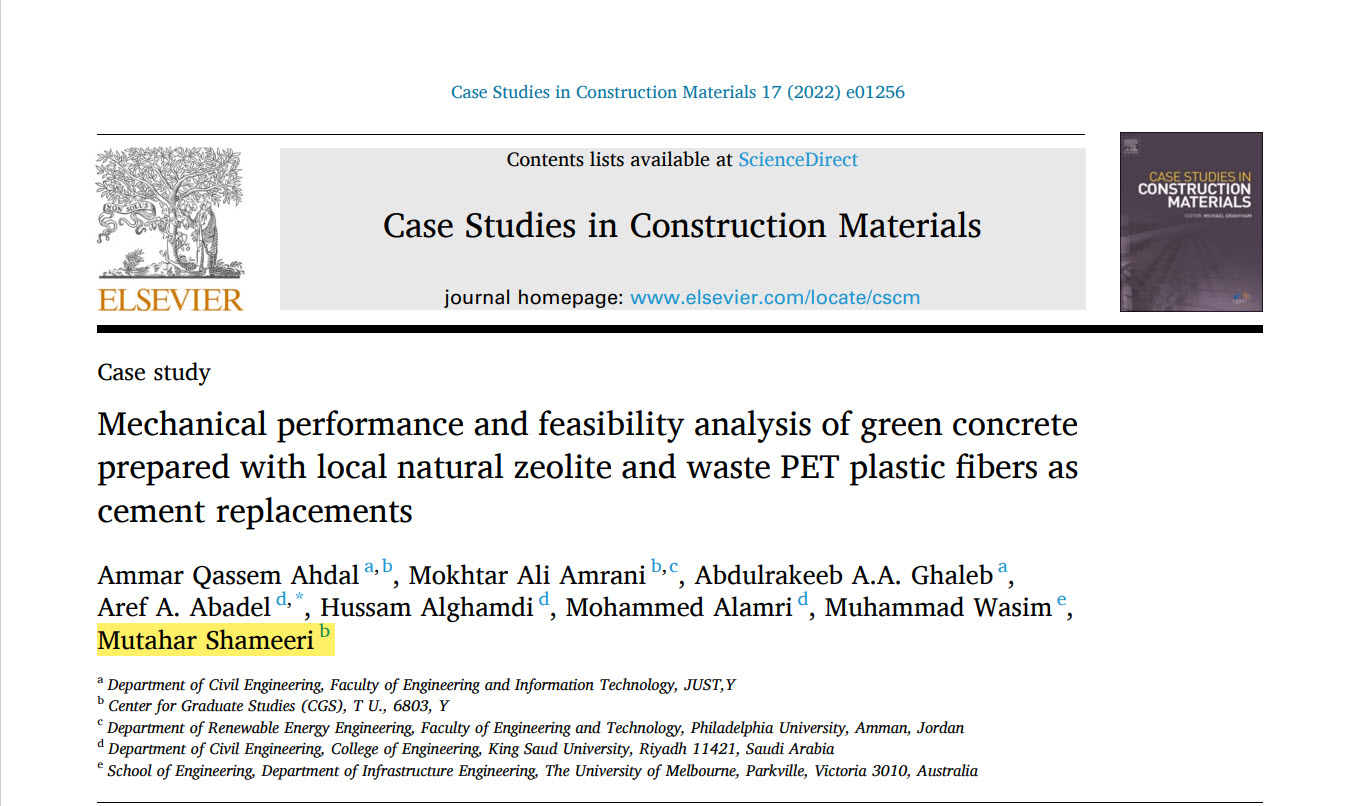 Case Studies in Construction Materials 17 (2022) e01256
Contents lists available at ScienceDirect
Case Studies in Construction Materials
journal homepage: www.elsevier.com/locate/cscm
NON SOLUS
ELSEVIER
CASE STUDIES IN
CONSTRUCTION
MATERIALS
EDITOR: MICHAEL GRANTHAM
Case study
Mechanical performance and feasibility analysis of green concrete
prepared with local natural zeolite and waste PET plastic fibers as
cement replacements
Ammar Qassem Ahdal a,b, Mokhtar Ali Amrani b,c, Abdulrakeeb A.A. Ghaleb a,
Aref A. Abadel d,*, Hussam Alghamdi d, Mohammed Alamri d, Muhammad Wasim e,
Mutahar Shameeri b
a Department of Civil Engineering, Faculty of Engineering and Information Technology, JUST,Y
b Center for Graduate Studies (CGS), T U., 6803, Y
c Department of Renewable Energy Engineering, Faculty of Engineering and Technology, Philadelphia University, Amman, Jordan
d Department of Civil Engineering, College of Engineering, King Saud University, Riyadh 11421, Saudi Arabia
e School of Engineering, Department of Infrastructure Engineering, The University of Melbourne, Parkville, Victoria 3010, Australia